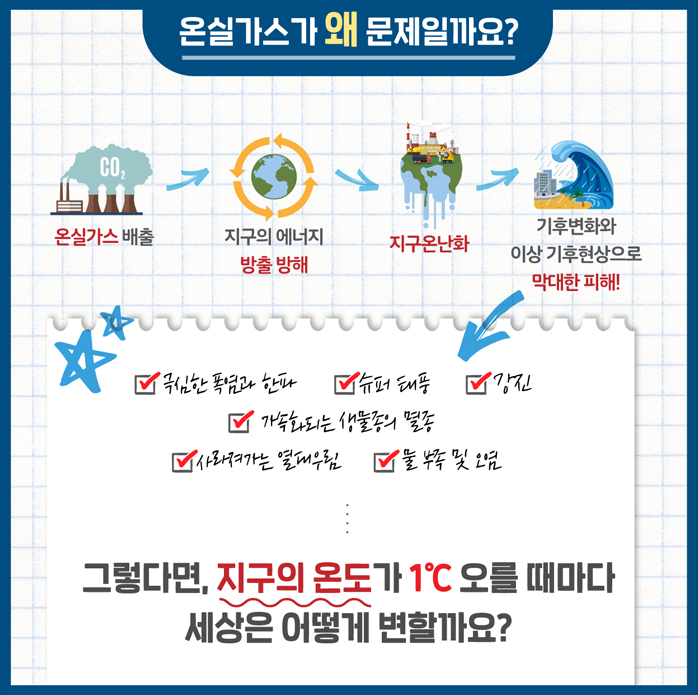 온실가스가 왜 문제일까요?
CO₂
온실가스 배출
지구의 에너지
방출 방해
지구온난화
기후변화와
이상 기후현상으로
막대한 피해!
극심한 폭염과 한파
슈퍼 태풍
강진
가속화되는 생물종의 멸종
사라져가는 열대우림
물 부족 및 오염
그렇다면, 지구의 온도가 1℃ 오를 때마다
세상은 어떻게 변할까요?